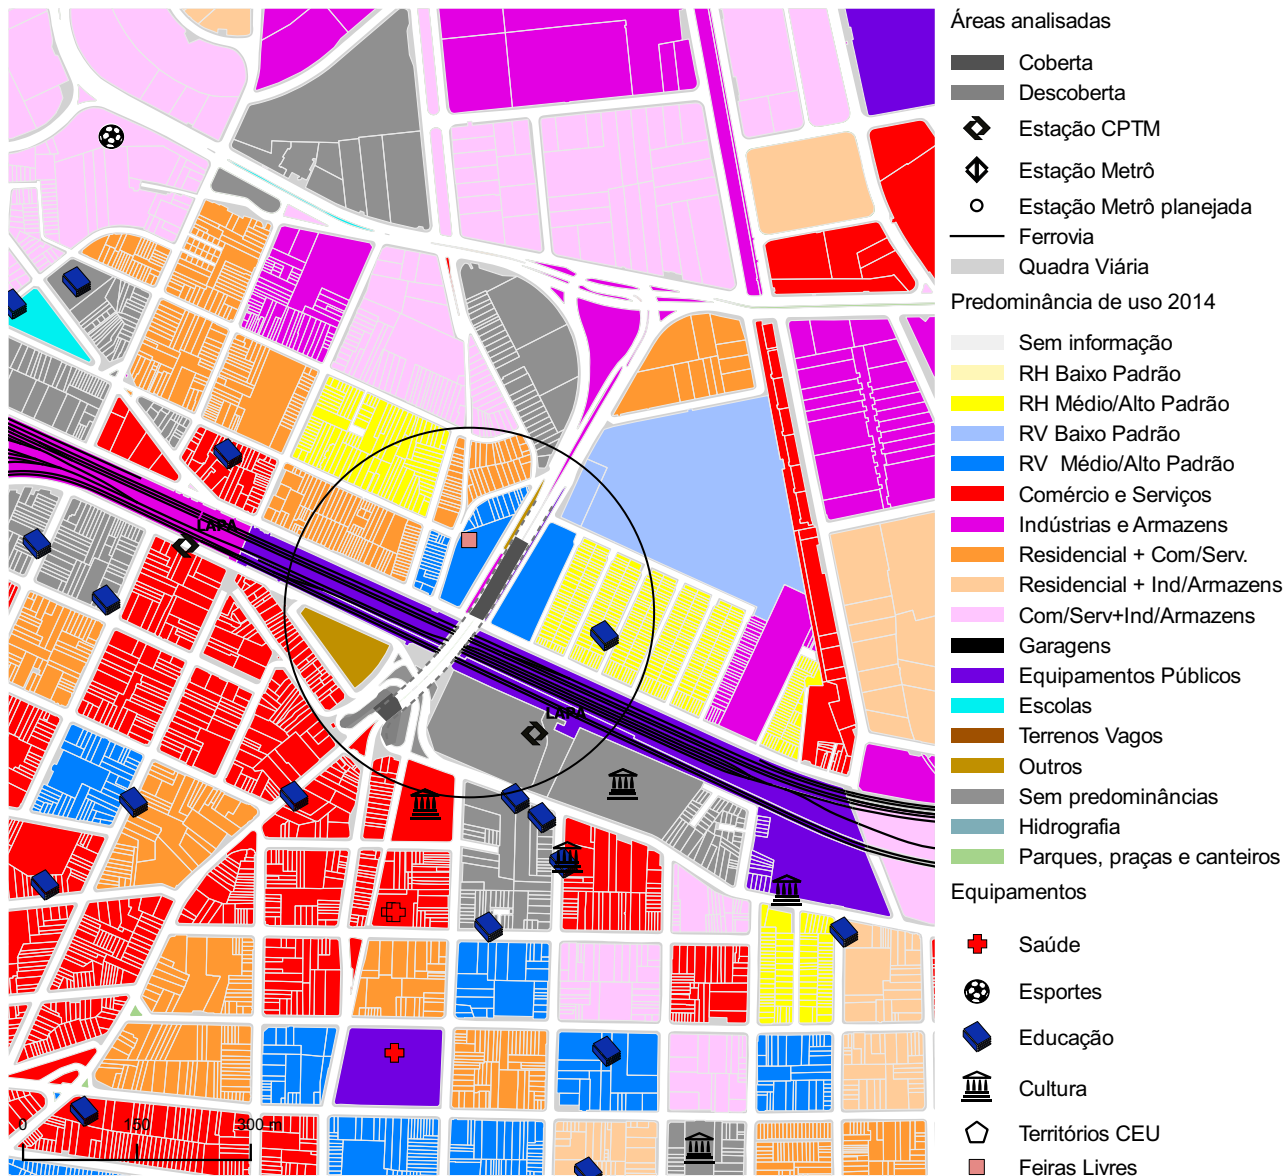 Áreas analisadas
Coberta
Descoberta
Estação CPTM
Estação Metrô
Estação Metrô planejada
Ferrovia
Quadra Viária
Predominância de uso 2014
Sem informação
RH Baixo Padrão
RH Médio/Alto Padrão
RV Baixo Padrão
RV Médio/Alto Padrão
Comércio e Serviços
Indústrias e Armazens
Residencial + Com/Serv.
Residencial + Ind/Armazens
Com/Serv+Ind/Armazens
Garagens
Equipamentos Públicos
Escolas
Terrenos Vagos
Outros
Sem predominâncias
Hidrografia
Parques, praças e canteiros
Equipamentos
Saúde
Esportes
Educação
Cultura
Territórios CEU
Feiras Livres
LAPA
LAPA
0 150 300 m